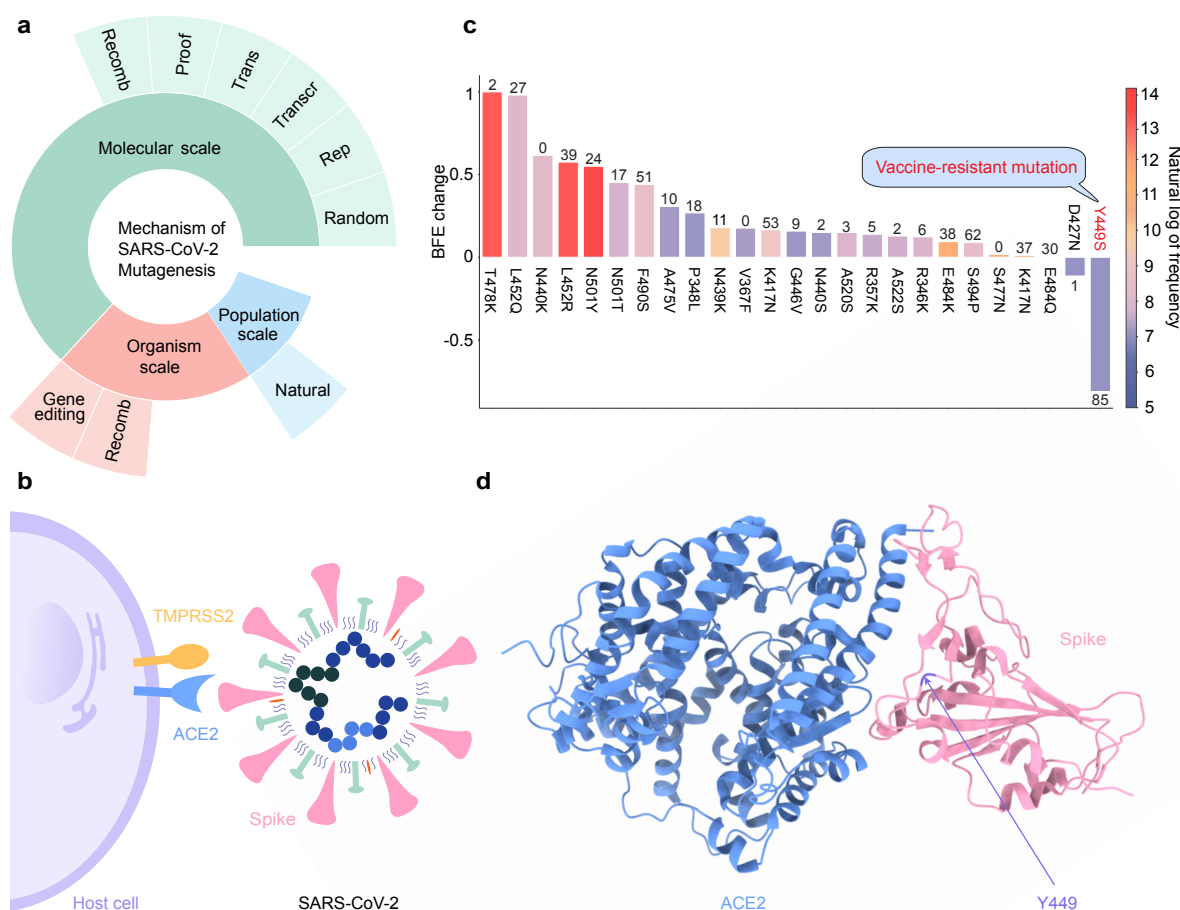 a
Recomb
Proof
Trans
Transcr
Rep
Random
Molecular scale
Mechanism of
SARS-CoV-2
Mutagenesis
Population
scale
Organism
scale
Natural
Gene
editing
Recomb
c
BFE change
1
0.5
0
-0.5
2
27
0
39
24
17
51
10
18
11
0
53
9
2
3
5
2
6
38
62
0
37
30
1
85
T478K
L452Q
N440K
L452R
N501Y
N501T
F490S
A475V
P348L
N439K
V367F
K417N
G446V
N440S
A520S
R357K
A522S
R346K
E484K
S494P
S477N
K417N
E484Q
D427N
Y449S
Vaccine-resistant mutation
14
13
12
11
10
9
8
7
6
5
Natural log of frequency
b
TMPRSS2
ACE2
Spike
Host cell
SARS-CoV-2
d
Spike
ACE2
Y449